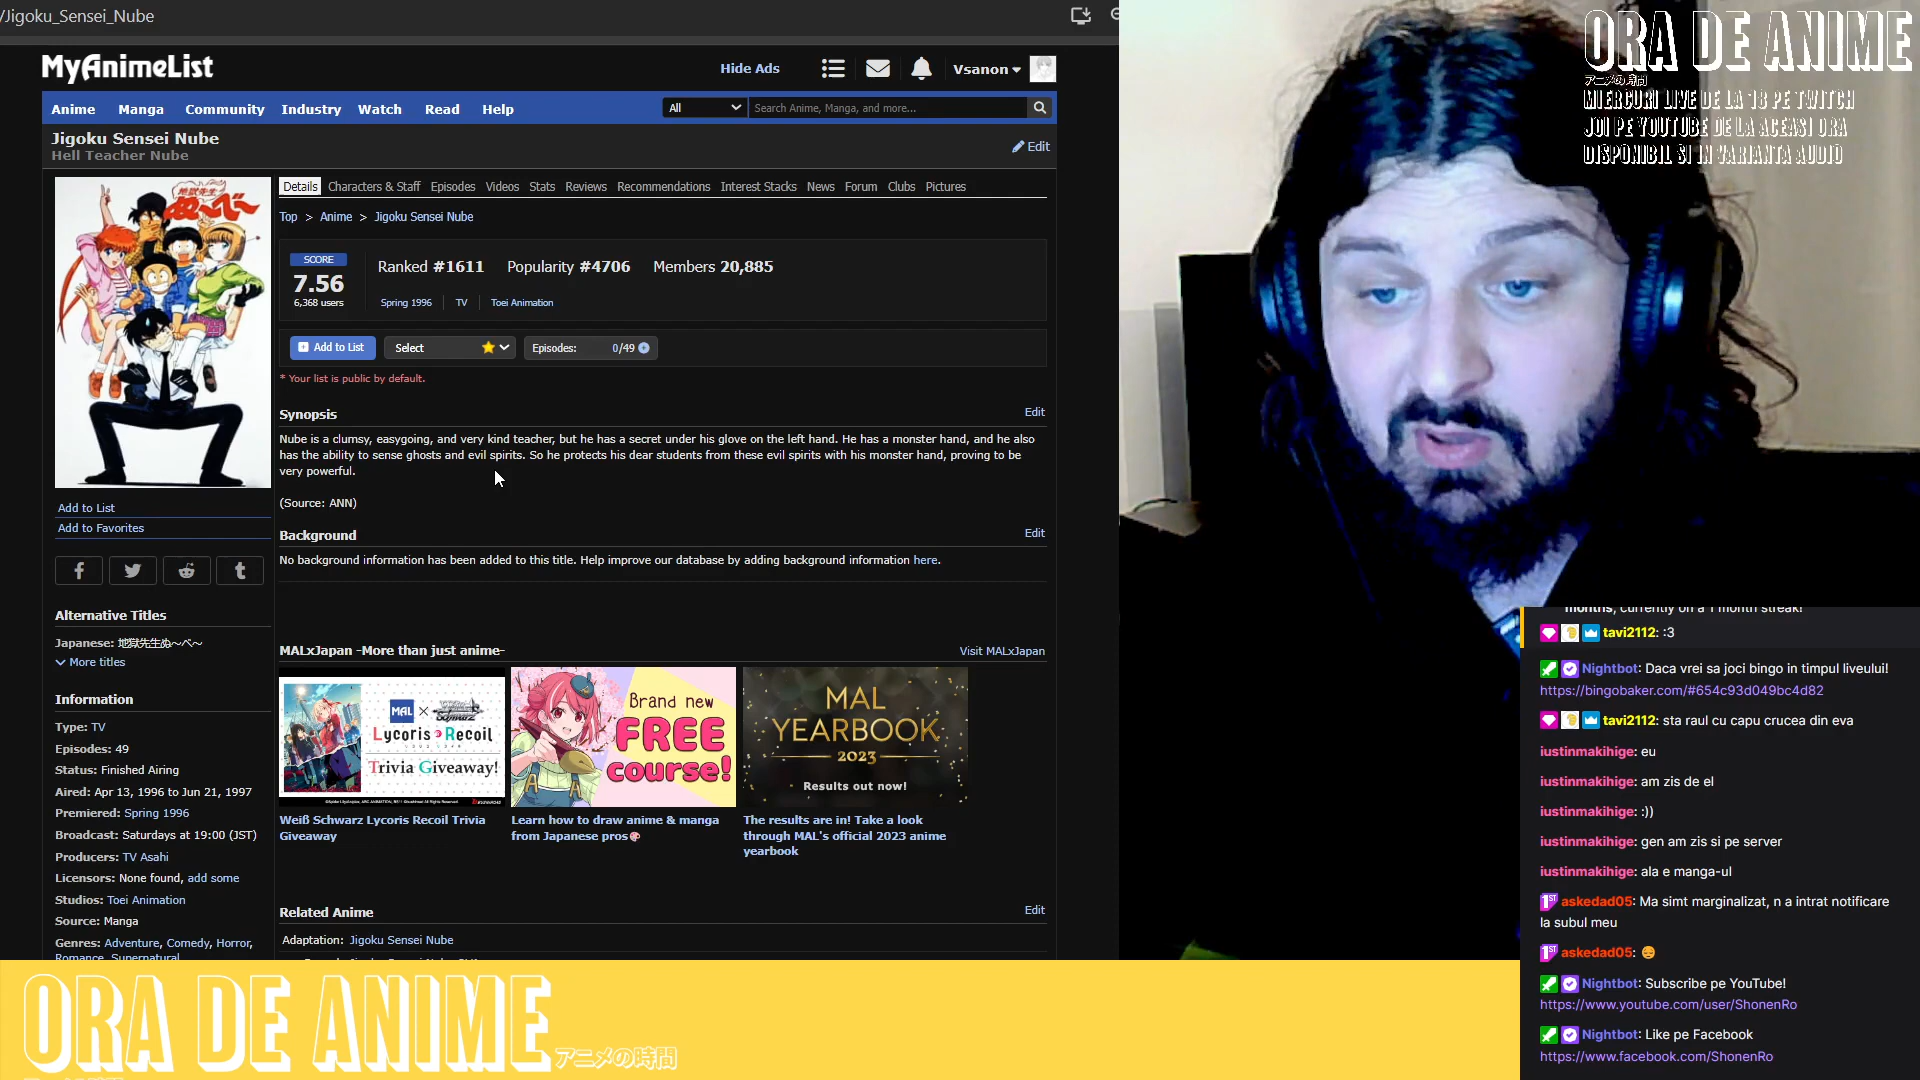 /Jigoku_Sensei_Nube
MyAnimeList
Hide Ads
Vsanon
Anime Manga Community Industry Watch Read Help
All
Search Anime, Manga, and more...
Jigoku Sensei Nube
Hell Teacher Nube
Edit
Details Characters & Staff Episodes Videos Stats Reviews Recommendations Interest Stacks News Forum Clubs Pictures
Top > Anime > Jigoku Sensei Nube
SCORE
7.56
6,368 users
Ranked #1611 Popularity #4706 Members 20,885
Spring 1996 TV Toei Animation
Add to List
Select
Episodes: 0/49
* Your list is public by default.
Synopsis
Edit
Nube is a clumsy, easygoing, and very kind teacher, but he has a secret under his glove on the left hand. He has a monster hand, and he also
has the ability to sense ghosts and evil spirits. So he protects his dear students from these evil spirits with his monster hand, proving to be
very powerful.
(Source: ANN)
Background
Edit
No background information has been added to this title. Help improve our database by adding background information here.
MALxJapan -More than just anime-
Visit MALxJapan
MAL x
Lycoris Recoil
Trivia Giveaway!
Brand new
FREE
course!
MAL
YEARBOOK
2023
Results out now!
Weiß Schwarz Lycoris Recoil Trivia
Giveaway
Learn how to draw anime & manga
from Japanese pros
The results are in! Take a look
through MAL's official 2023 anime
yearbook
Related Anime
Edit
Adaptation: Jigoku Sensei Nube
地獄先生
ぬ~べ~
Add to List
Add to Favorites
Alternative Titles
Japanese: 地獄先生ぬ〜べ〜
More titles
Information
Type: TV
Episodes: 49
Status: Finished Airing
Aired: Apr 13, 1996 to Jun 21, 1997
Premiered: Spring 1996
Broadcast: Saturdays at 19:00 (JST)
Producers: TV Asahi
Licensors: None found, add some
Studios: Toei Animation
Source: Manga
Genres: Adventure, Comedy, Horror,
Romance, Supernatural
ORA DE ANIME
アニメの時間
MIERCURI LIVE DE LA 18 PE TWITCH
JOI PE YOUTUBE DE LA ACEASI ORA
DISPONIBIL SI IN VARIANTA AUDIO
months, currently on a 1 month streak!
tavi2112: :3
Nightbot: Daca vrei sa joci bingo in timpul liveului!
https://bingobaker.com/#654c93d049bc4d82
tavi2112: sta raul cu capu crucea din eva
iustinmakihige: eu
iustinmakihige: am zis de el
iustinmakihige: :))
iustinmakihige: gen am zis si pe server
iustinmakihige: ala e manga-ul
askedad05: Ma simt marginalizat, n a intrat notificare
la subul meu
askedad05:
Nightbot: Subscribe pe YouTube!
https://www.youtube.com/user/ShonenRo
Nightbot: Like pe Facebook
https://www.facebook.com/ShonenRo
ORA DE ANIME
アニメの時間